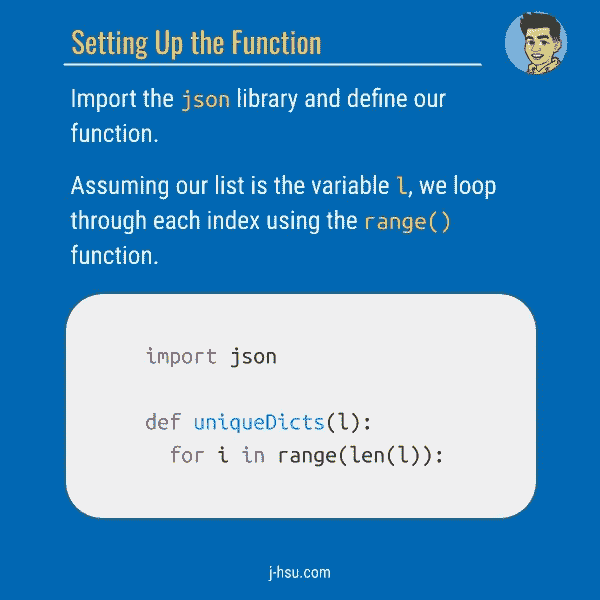 Setting Up the Function
Import the json library and define our
function.
Assuming our list is the variable l, we loop
through each index using the range()
function.
import json
def uniqueDicts(l):
for i in range(len(l)):
j-hsu.com